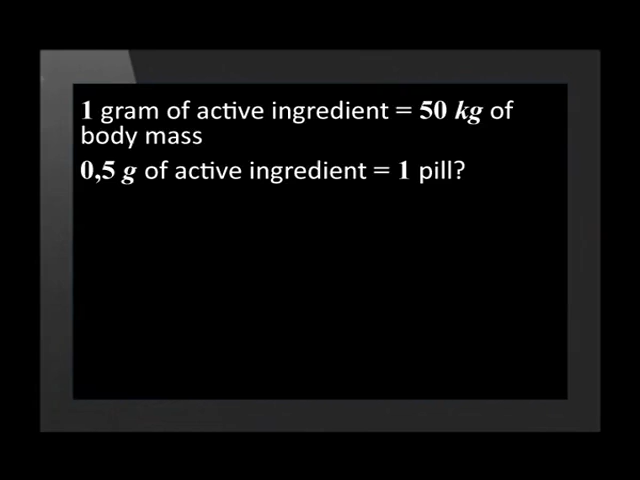 1 gram of active ingredient = 50 kg of
body mass
0,5 g of active ingredient = 1 pill?